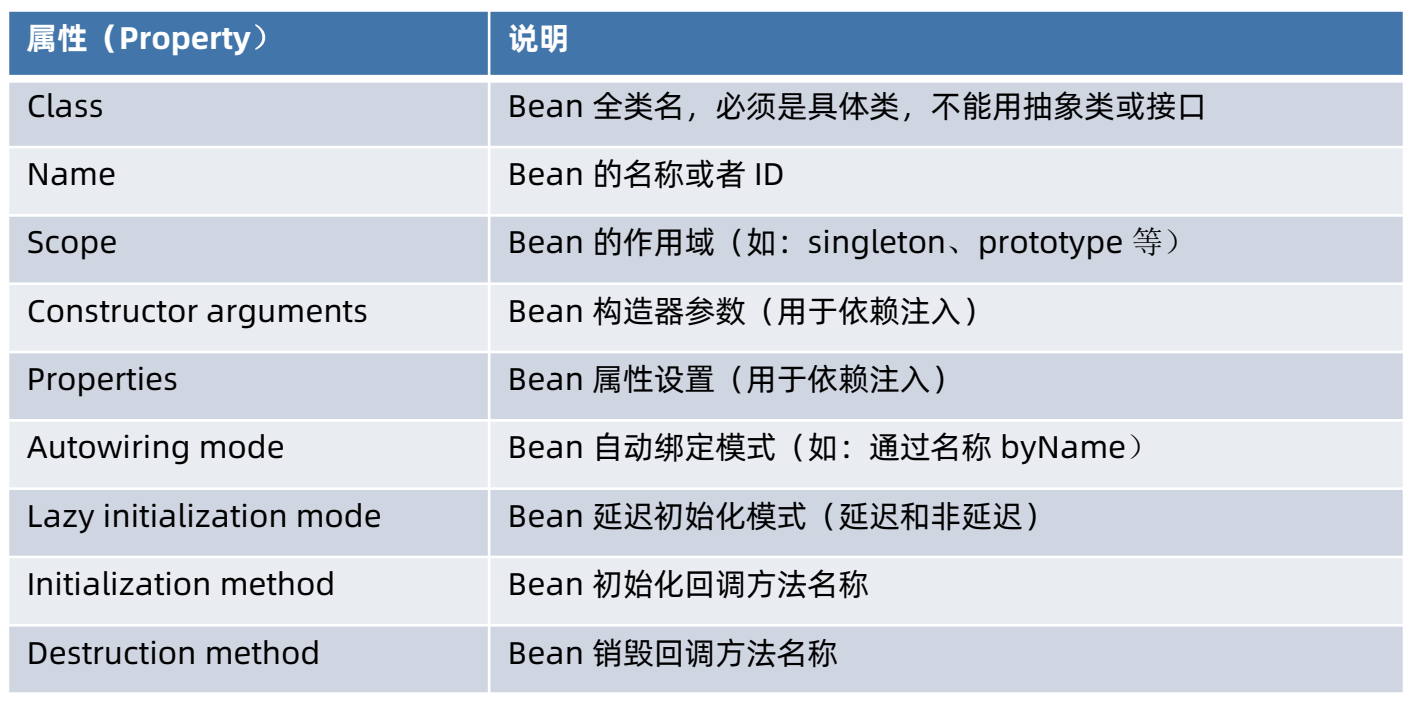 属性（Property） 说明
Class Bean 全类名，必须是具体类，不能用抽象类或接口
Name Bean 的名称或者 ID
Scope Bean 的作用域（如：singleton、prototype 等）
Constructor arguments Bean 构造器参数（用于依赖注入）
Properties Bean 属性设置（用于依赖注入）
Autowiring mode Bean 自动绑定模式（如：通过名称 byName）
Lazy initialization mode Bean 延迟初始化模式（延迟和非延迟）
Initialization method Bean 初始化回调方法名称
Destruction method Bean 销毁回调方法名称